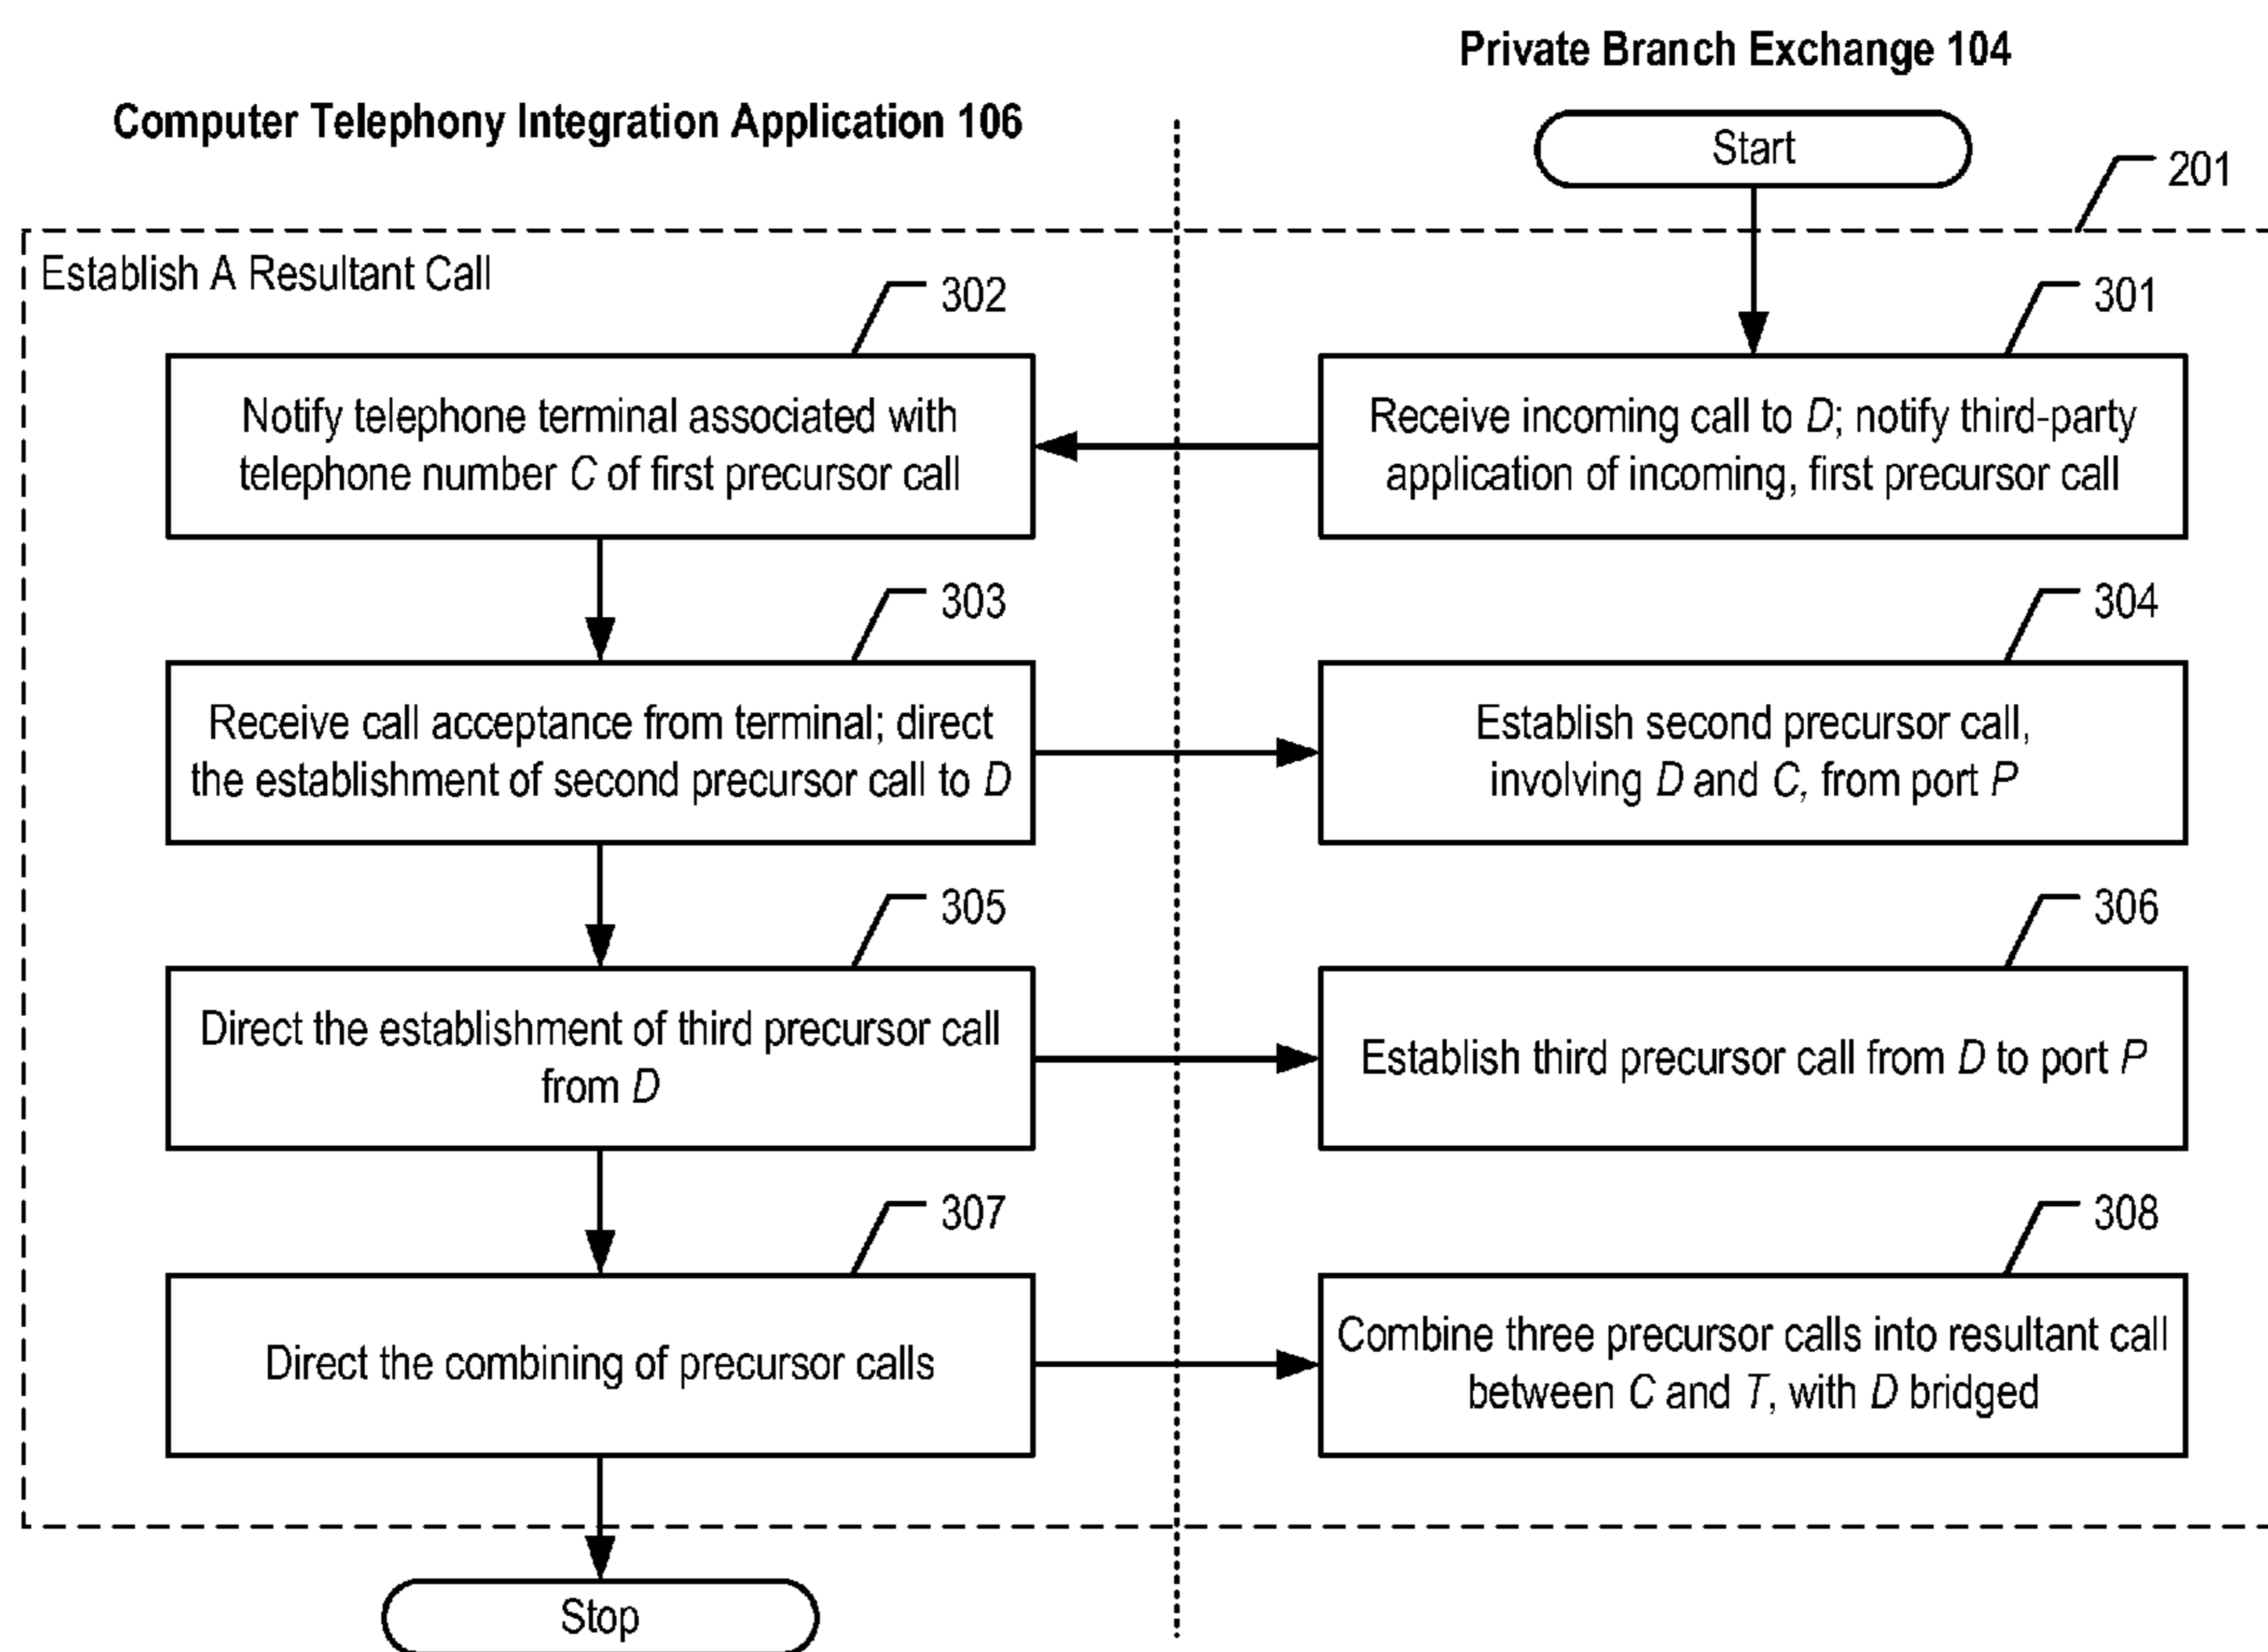 Private Branch Exchange 104
Computer Telephony Integration Application 106
Start
201
Establish A Resultant Call
302
301
Notify telephone terminal associated with
telephone number C of first precursor call
Receive incoming call to D; notify third-party
application of incoming, first precursor call
303
304
Receive call acceptance from terminal; direct
the establishment of second precursor call to D
Establish second precursor call,
involving D and C, from port P
305
306
Direct the establishment of third precursor call
from D
Establish third precursor call from D to port P
307
308
Direct the combining of precursor calls
Combine three precursor calls into resultant call
between C and T, with D bridged
Stop